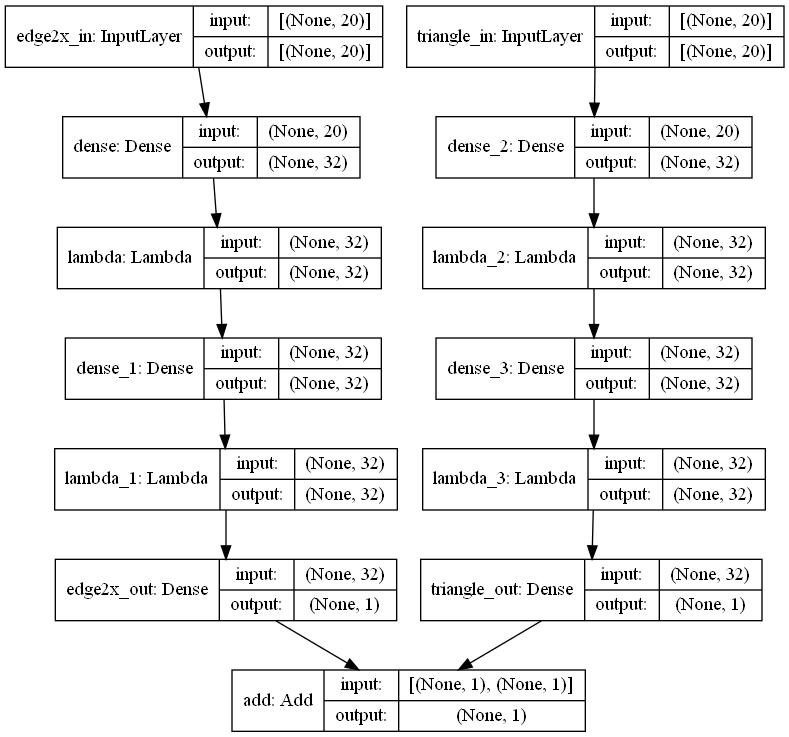 edge2x_in: InputLayer
input: [(None, 20)]
output: [(None, 20)]
triangle_in: InputLayer
input: [(None, 20)]
output: [(None, 20)]
dense: Dense
input: (None, 20)
output: (None, 32)
dense_2: Dense
input: (None, 20)
output: (None, 32)
lambda: Lambda
input: (None, 32)
output: (None, 32)
lambda_2: Lambda
input: (None, 32)
output: (None, 32)
dense_1: Dense
input: (None, 32)
output: (None, 32)
dense_3: Dense
input: (None, 32)
output: (None, 32)
lambda_1: Lambda
input: (None, 32)
output: (None, 32)
lambda_3: Lambda
input: (None, 32)
output: (None, 32)
edge2x_out: Dense
input: (None, 32)
output: (None, 1)
triangle_out: Dense
input: (None, 32)
output: (None, 1)
add: Add
input: [(None, 1), (None, 1)]
output: (None, 1)